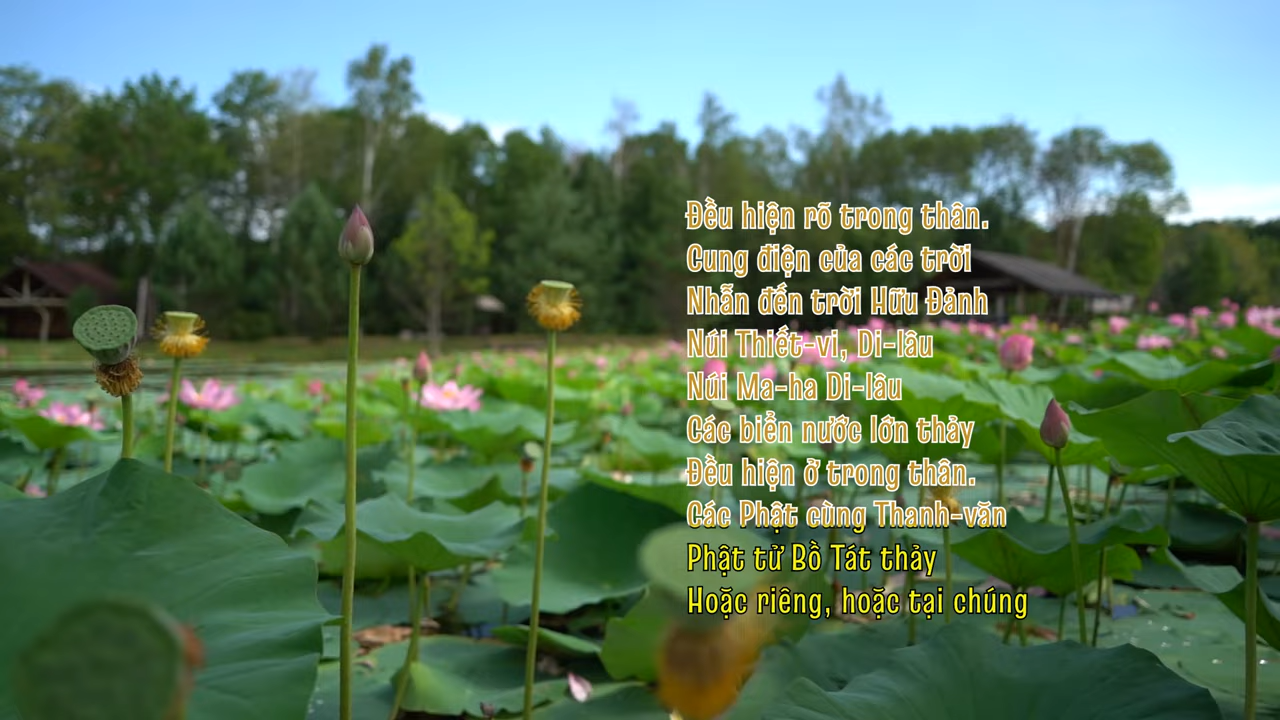 Đều hiện rõ trong thân.
Cung điện của các trời
Nhẫn đến trời Hữu Đảnh
Núi Thiết-vi, Di-lâu
Núi Ma-ha Di-lâu
Các biển nước lớn thảy
Đều hiện ở trong thân.
Các Phật cùng Thanh-văn
Phật tử Bồ Tát thảy
Hoặc riêng, hoặc tại chúng